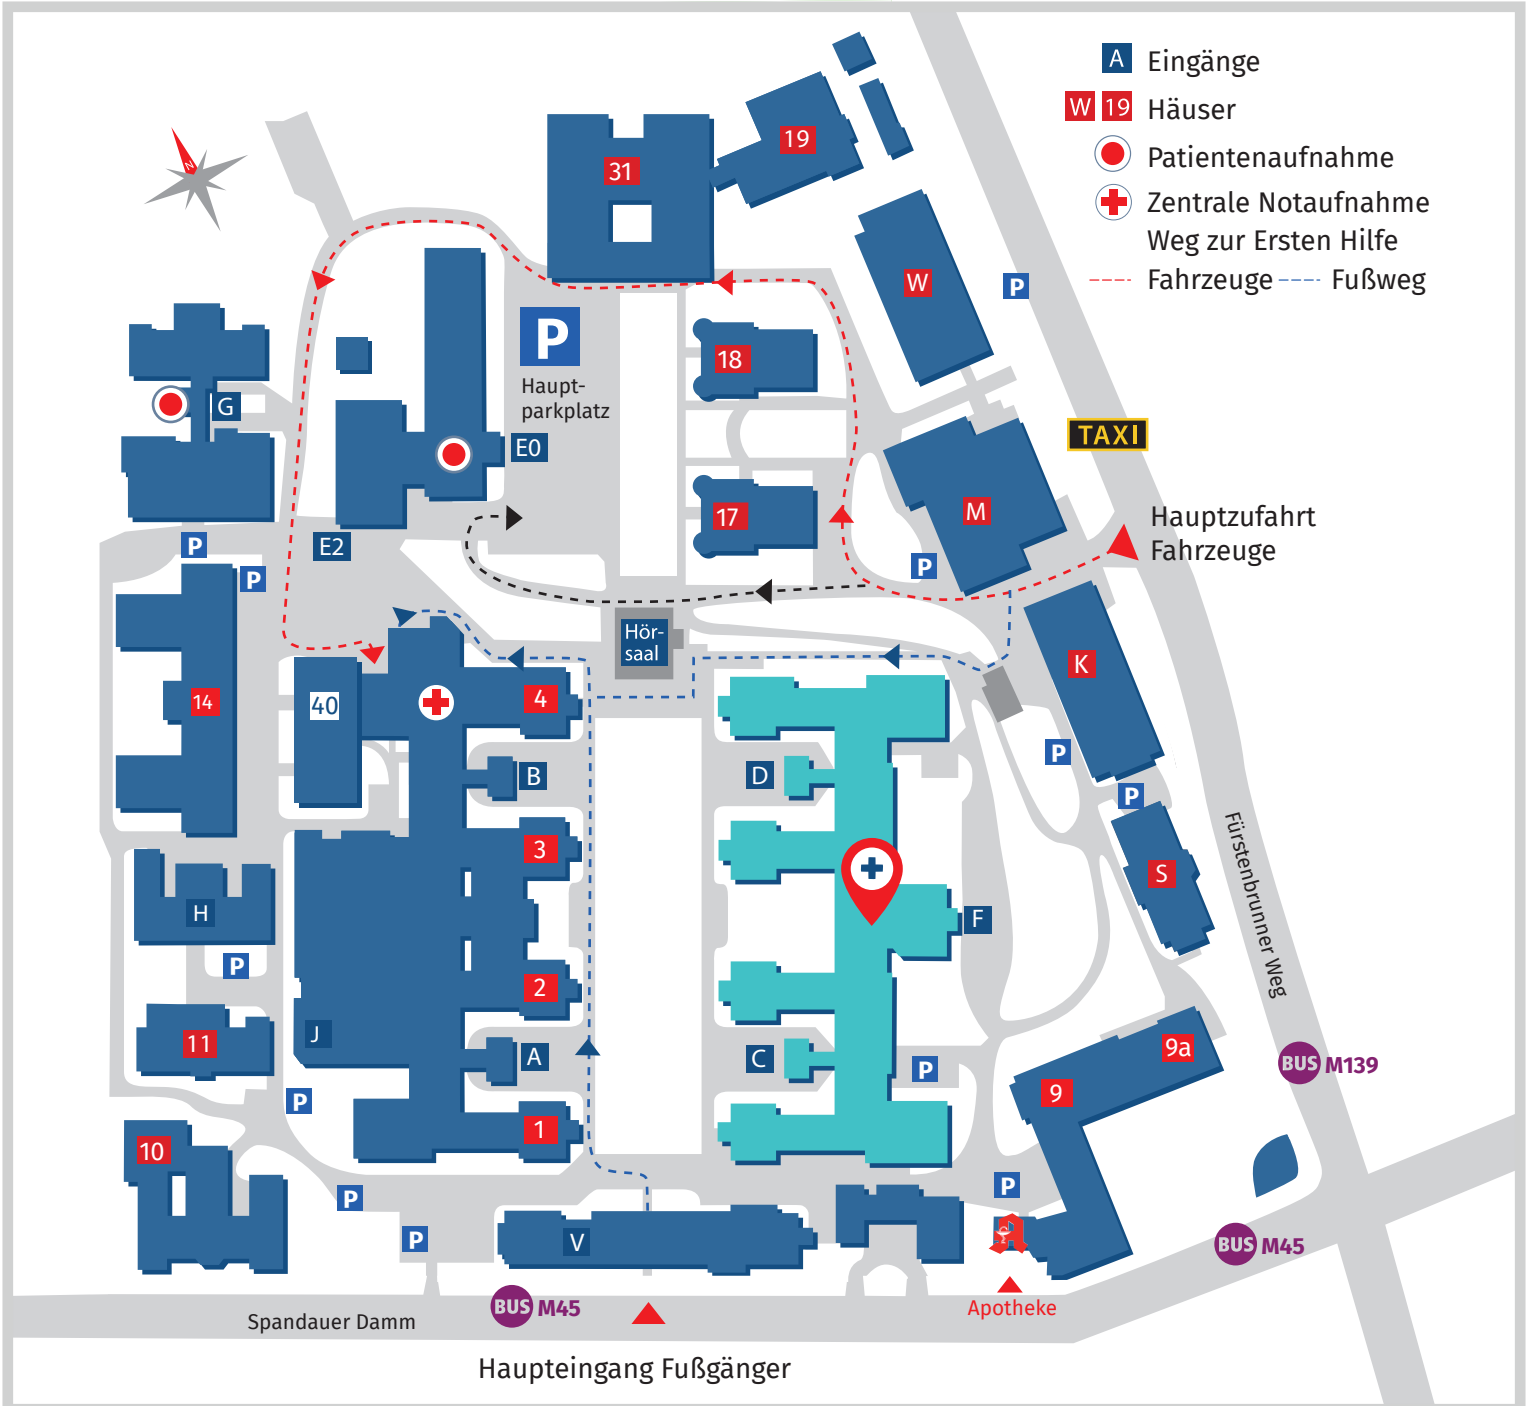 A Eingänge
W 19 Häuser
Patientenaufnahme
Zentrale Notaufnahme
Weg zur Ersten Hilfe
Fahrzeuge Fußweg
N
19
31
W
P
P
Haupt-
parkplatz
18
G
E0
TAXI
17
M
Hauptzufahrt
Fahrzeuge
E2
P
P
P
Hör-
saal
K
14
40
4
P
B
D
P
3
S
Fürstenbrunner Weg
H
F
P
2
J
11
A
C
P
9a
9
BUS M139
P
1
10
P
P
P
V
A
BUS M45
BUS M45
Apotheke
Spandauer Damm
Haupteingang Fußgänger